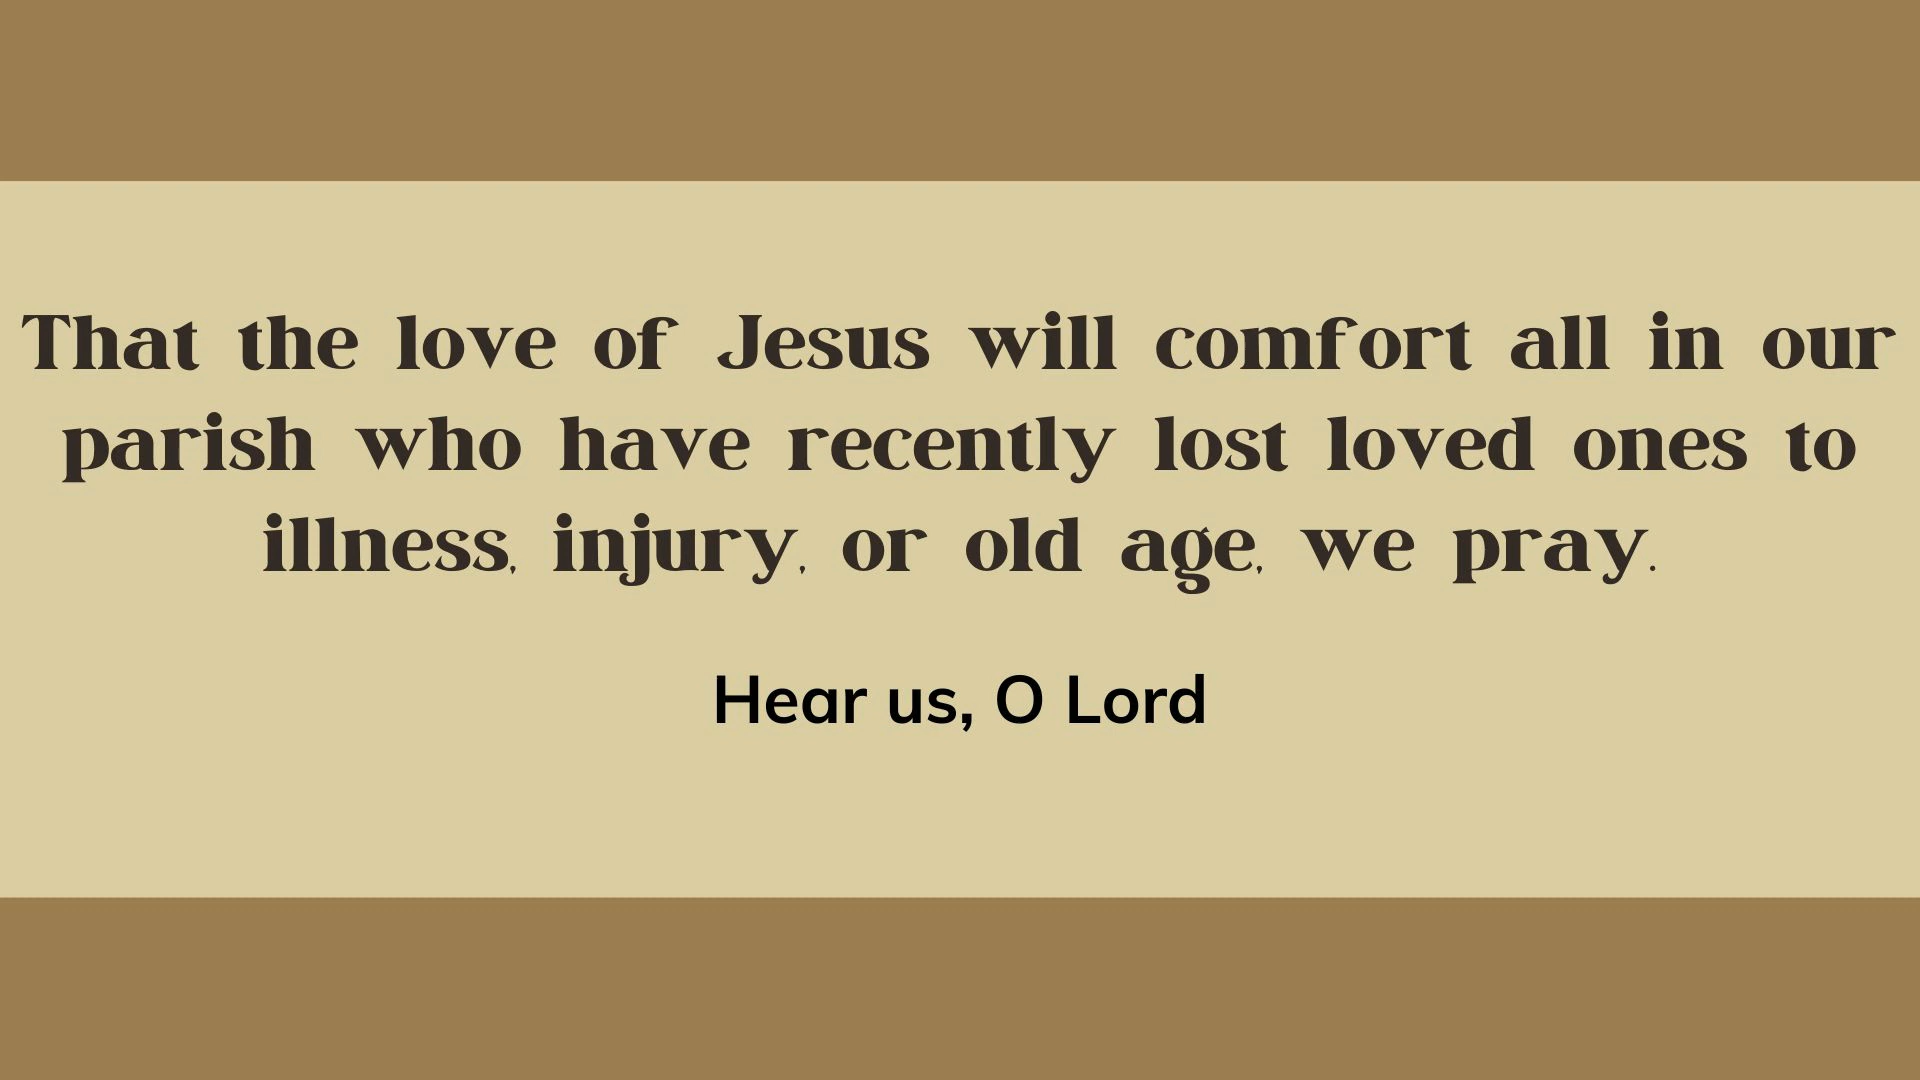 That the love of Jesus will comfort all in our
parish who have recently lost loved ones to
illness, injury, or old age, we pray.
Hear us, O Lord